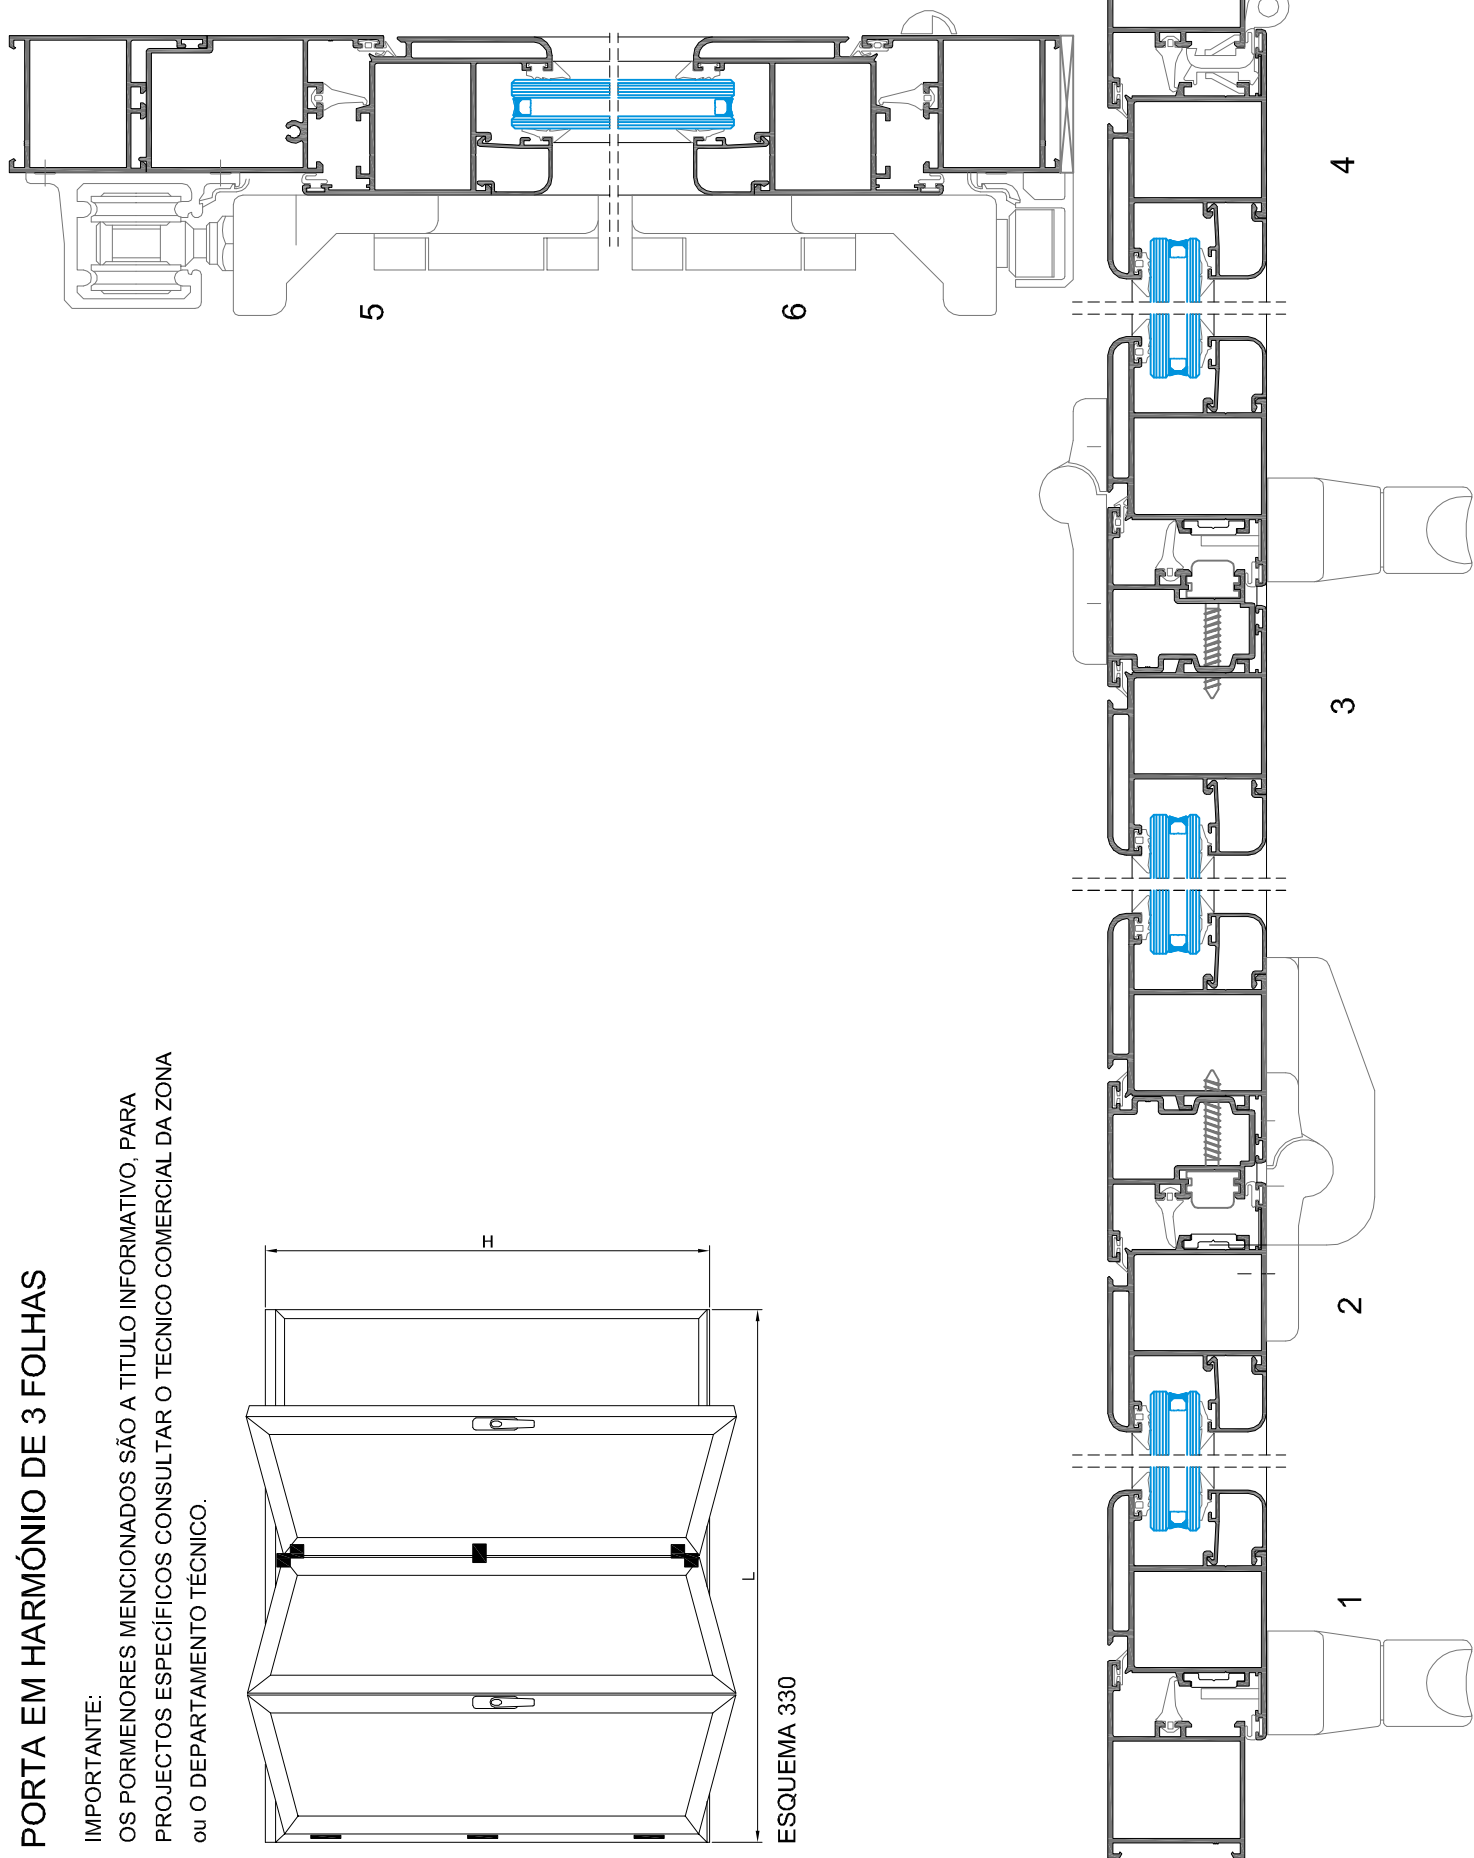 PORTA EM HARMÓNIO DE 3 FOLHAS
IMPORTANTE:
OS PORMENORES MENCIONADOS SÃO A TITULO INFORMATIVO, PARA
PROJECTOS ESPECÍFICOS CONSULTAR O TECNICO COMERCIAL DA ZONA
ou O DEPARTAMENTO TÉCNICO.
H
L
ESQUEMA 330
5
6
1
2
3
4